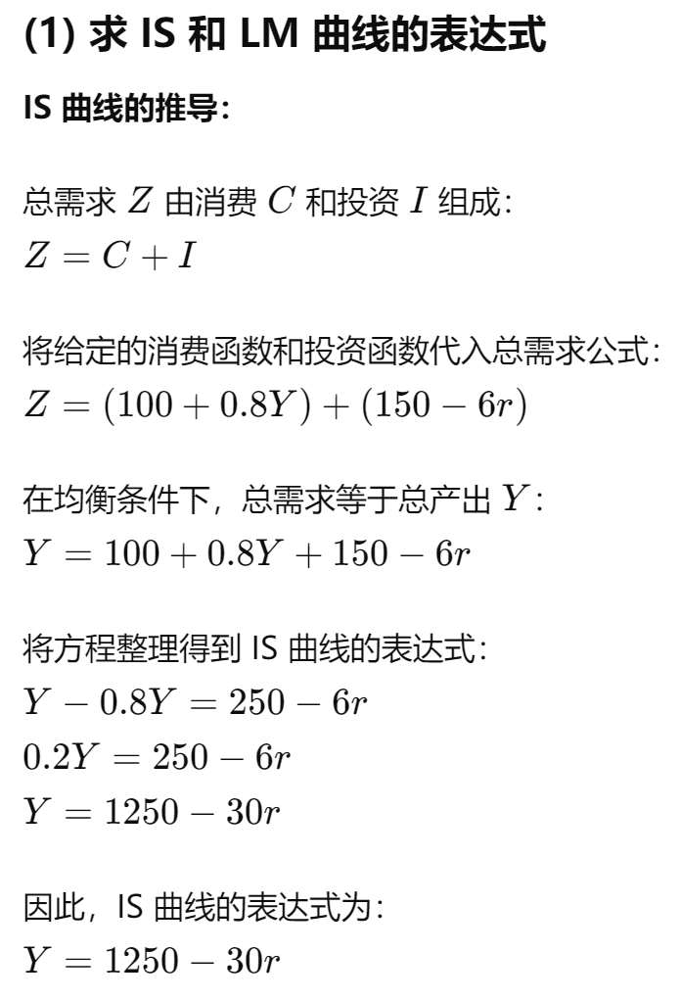 (1) 求 IS 和 LM 曲线的表达式
IS 曲线的推导：
总需求 Z 由消费 C 和投资 I 组成：
Z = C + I
将给定的消费函数和投资函数代入总需求公式：
Z = (100 + 0.8Y) + (150 − 6r)
在均衡条件下，总需求等于总产出 Y：
Y = 100 + 0.8Y + 150 − 6r
将方程整理得到 IS 曲线的表达式：
Y − 0.8Y = 250 − 6r
0.2Y = 250 − 6r
Y = 1250 − 30r
因此，IS 曲线的表达式为：
Y = 1250 − 30r